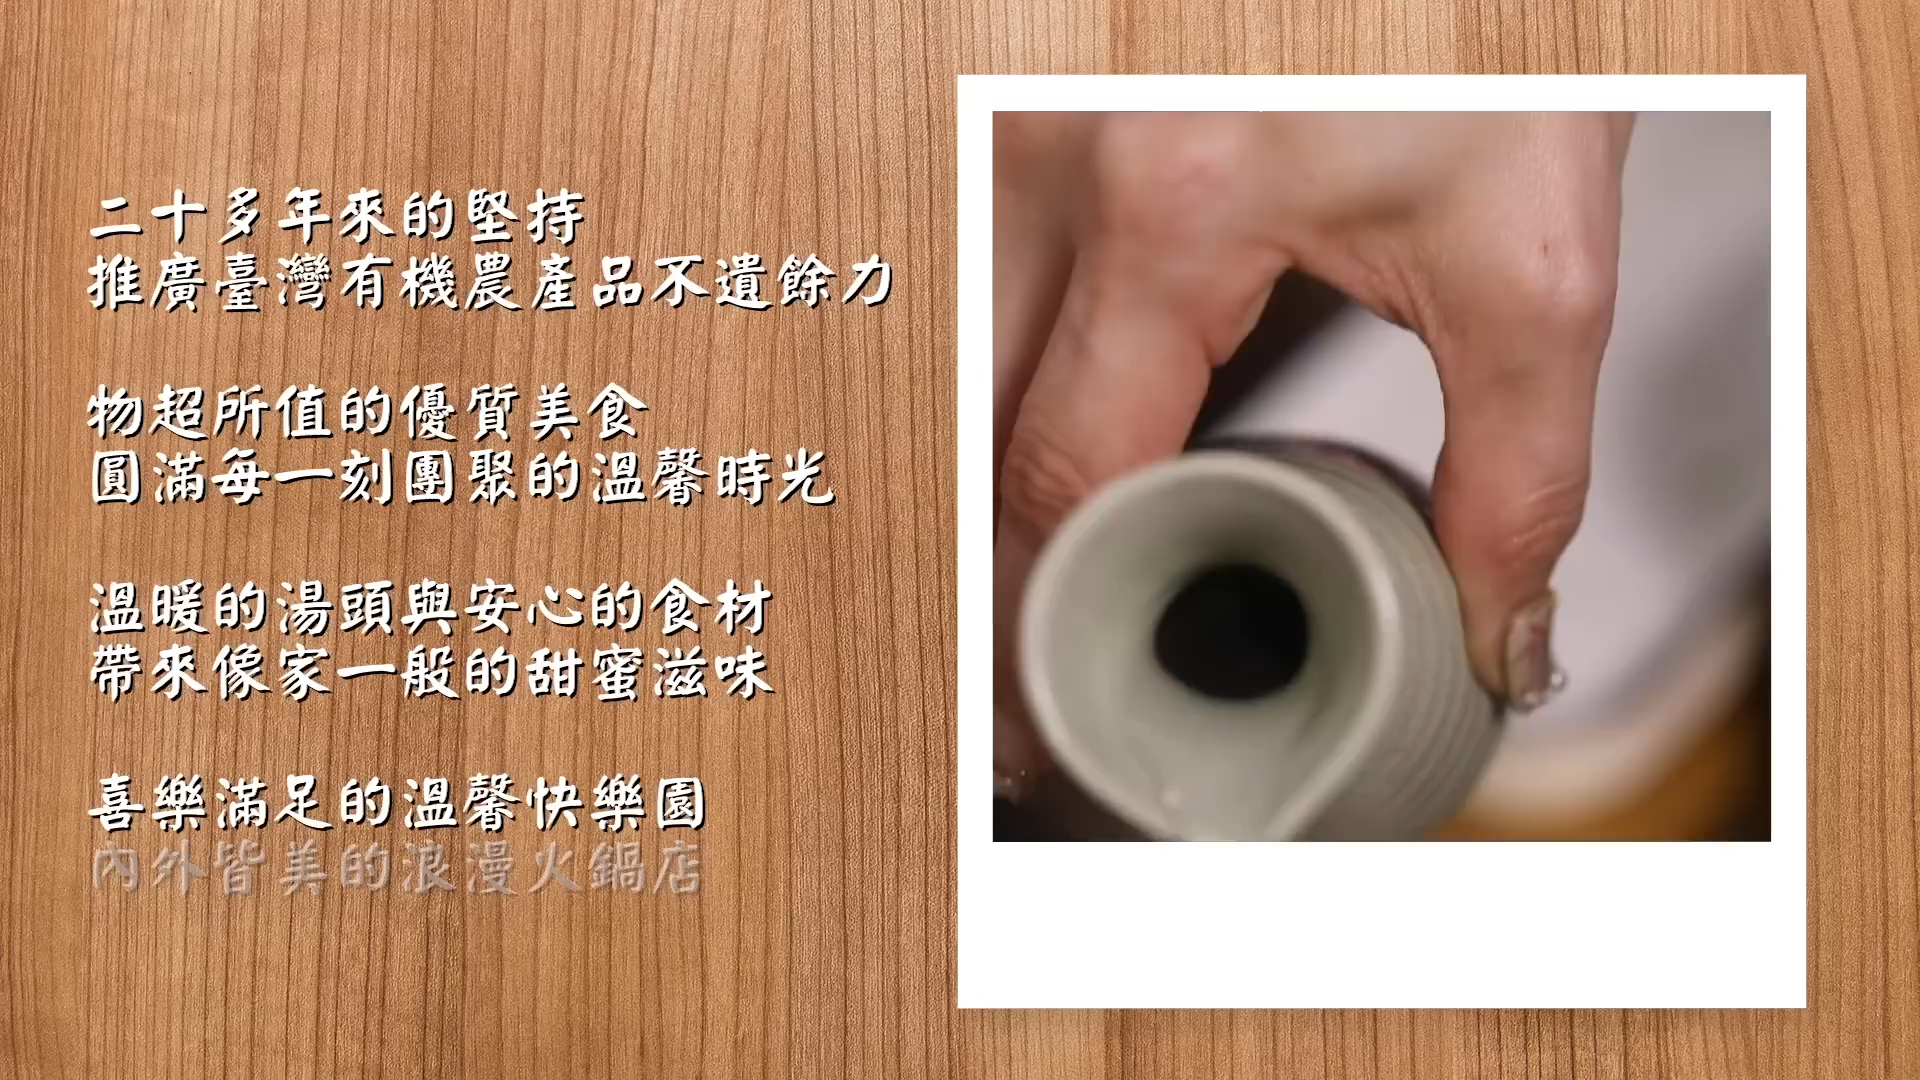 二十多年來的堅持
推廣臺灣有機農產品不遺餘力
物超所值的優質美食
圓滿每一刻團聚的溫馨時光
溫暖的湯頭與安心的食材
帶來像家一般的甜蜜滋味
喜樂滿足的溫馨快樂園
內外皆美的浪漫火鍋店